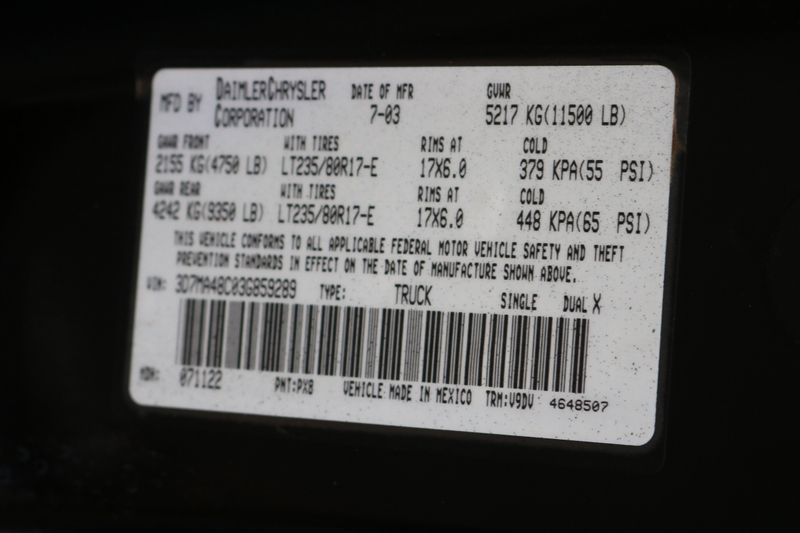 MFD BY DAIMLERCHRYSLER CORPORATION DATE OF MFR 7-03 GVWR 5217 KG(11500 LB)
GAWR FRONT WITH TIRES RIMS AT COLD
2155 KG(4750 LB) LT235/80R17-E 17X6.0 379 KPA(55 PSI)
GAWR REAR WITH TIRES RIMS AT COLD
4242 KG(9350 LB) LT235/80R17-E 17X6.0 448 KPA(65 PSI)
THIS VEHICLE CONFORMS TO ALL APPLICABLE FEDERAL MOTOR VEHICLE SAFETY AND THEFT
PREVENTION STANDARDS IN EFFECT ON THE DATE OF MANUFACTURE SHOWN ABOVE.
VIN: 3D7MA48C03G859289 TYPE: TRUCK SINGLE DUAL X
MDH: 071122 PNT:PXB VEHICLE MADE IN MEXICO TRM:V9DV 4648507